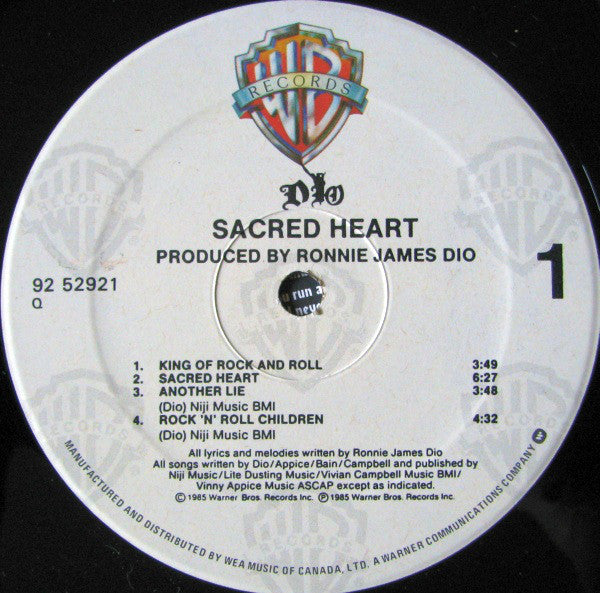 WB
RECORDS
DIO
SACRED HEART
PRODUCED BY RONNIE JAMES DIO
92 52921
Q
1
run a
neve
1. KING OF ROCK AND ROLL 3:49
2. SACRED HEART 6:27
3. ANOTHER LIE 3:48
(Dio) Niji Music BMI
4. ROCK 'N' ROLL CHILDREN 4:32
(Dio) Niji Music BMI
All lyrics and melodies written by Ronnie James Dio
All songs written by Dio/Appice/Bain/Campbell and published by
Niji Music/Lite Dusting Music/Vivian Campbell Music BMI/
Vinny Appice Music ASCAP except as indicated.
©1985 Warner Bros. Records Inc. ℗1985 Warner Bros. Records Inc.
MANUFACTURED AND DISTRIBUTED BY WEA MUSIC OF CANADA, LTD. A WARNER COMMUNICATIONS COMPANY